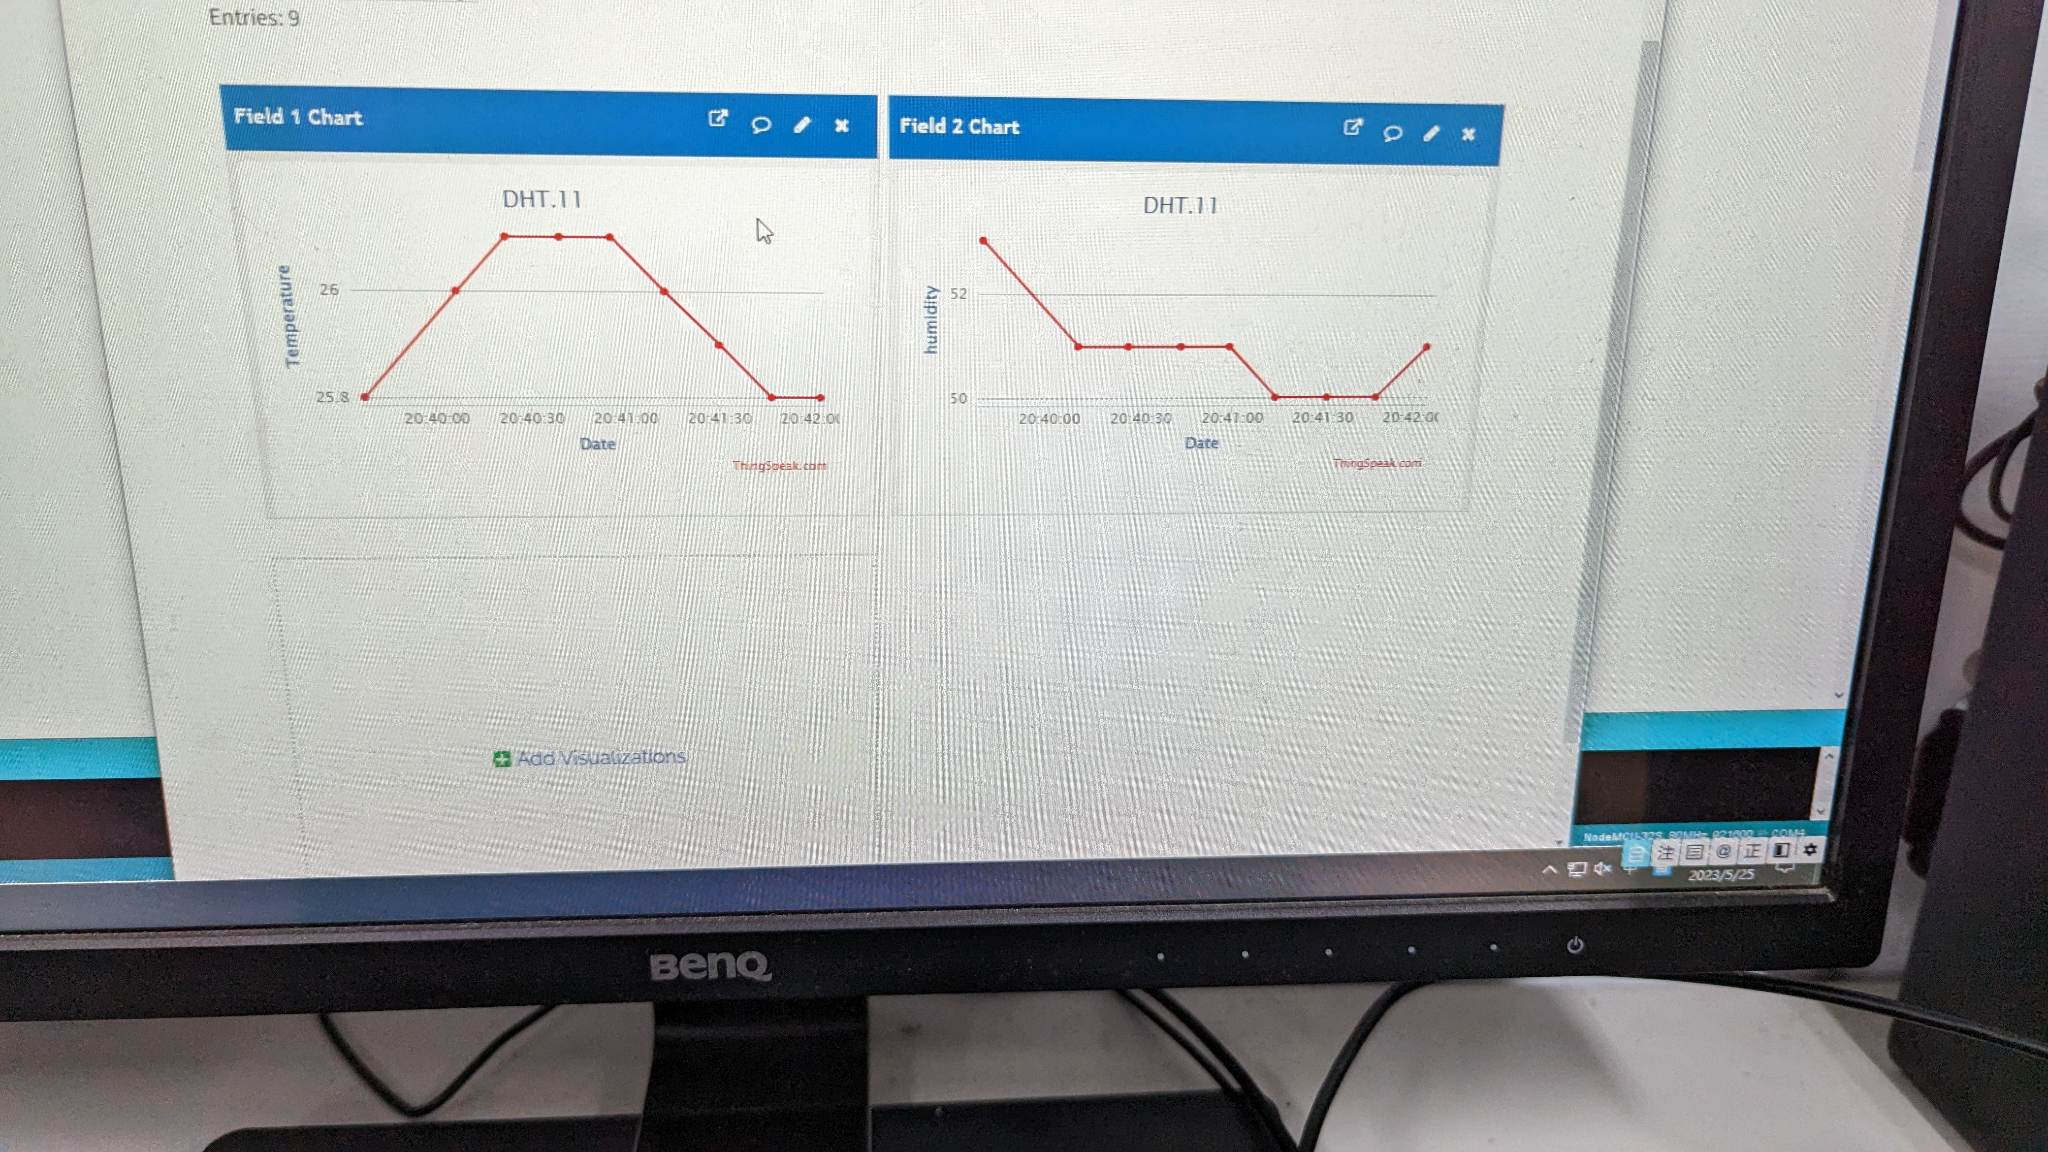 Entries: 9
Field 1 Chart
DHT.11
Temperature
26
25.8
20:40:00 20:40:30 20:41:00 20:41:30 20:42:0
Date
ThingSpeak.com
Field 2 Chart
DHT.11
humidity
52
50
20:40:00 20:40:30 20:41:00 20:41:30 20:42:0
Date
ThingSpeak.com
Add Visualizations
NodeMCU-32S, 80MHz, 921600 COM4
注 @ 正
2023/5/25
BenQ